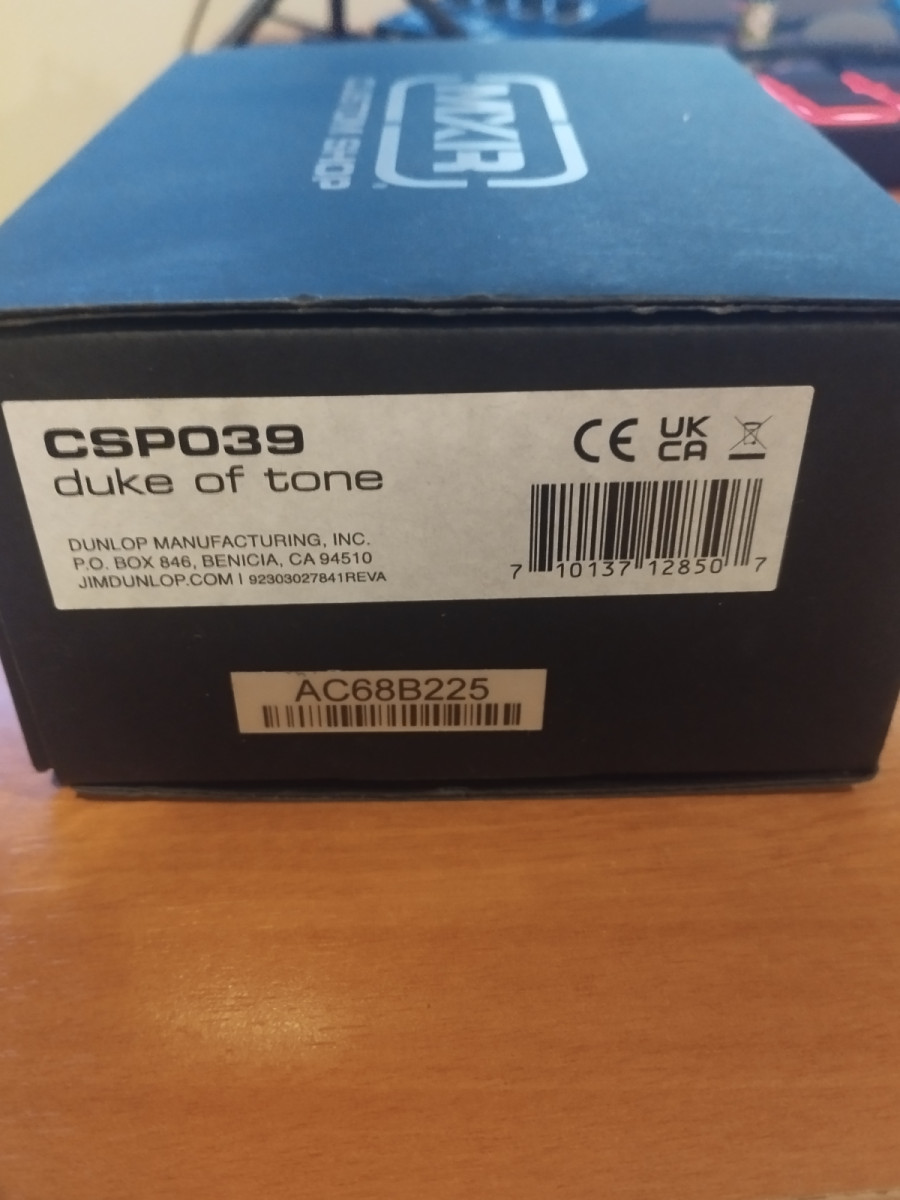 MXR
CUSTOM SHOP
CSP039
duke of tone
DUNLOP MANUFACTURING, INC.
P.O. BOX 846, BENICIA, CA 94510
JIMDUNLOP.COM | 92303027841REVA
CE
UK
CA
7 10137 12850 7
AC68B225